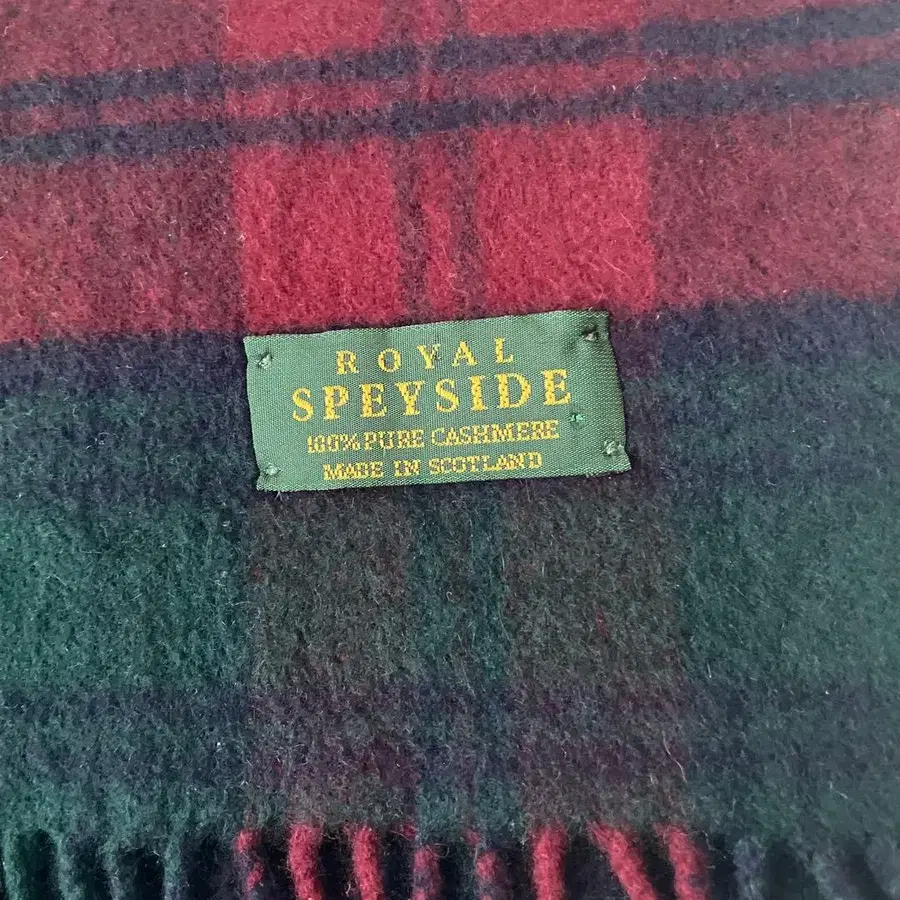 ROYAL
SPEYSIDE
100% PURE CASHMERE
MADE IN SCOTLAND